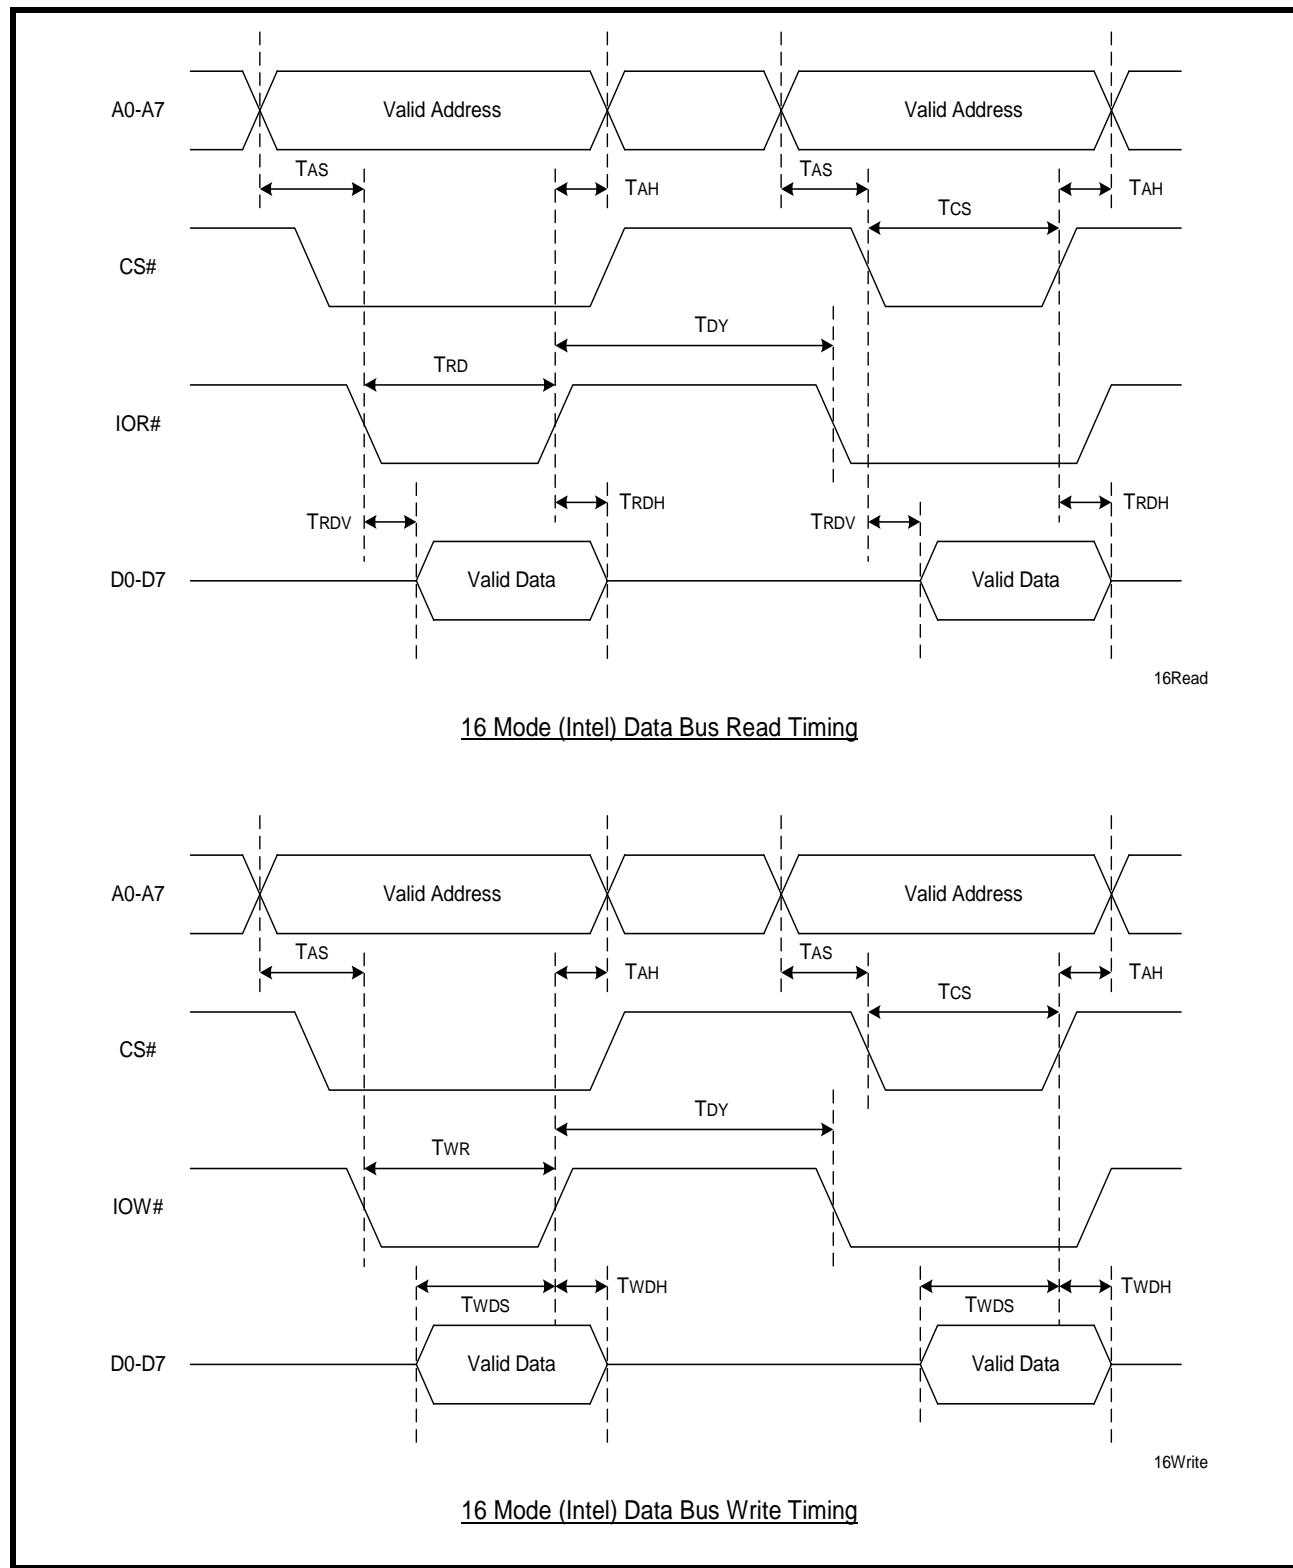 A0-A7
Valid Address
Valid Address
TAS
TAH
TAS
TAH
TCS
CS#
TDY
TRD
IOR#
TRDV
TRDH
TRDV
TRDH
D0-D7
Valid Data
Valid Data
16Read
16 Mode (Intel) Data Bus Read Timing
A0-A7
Valid Address
Valid Address
TAS
TAH
TAS
TAH
TCS
CS#
TDY
TWR
IOW#
TWDS
TWDH
TWDS
TWDH
D0-D7
Valid Data
Valid Data
16Write
16 Mode (Intel) Data Bus Write Timing